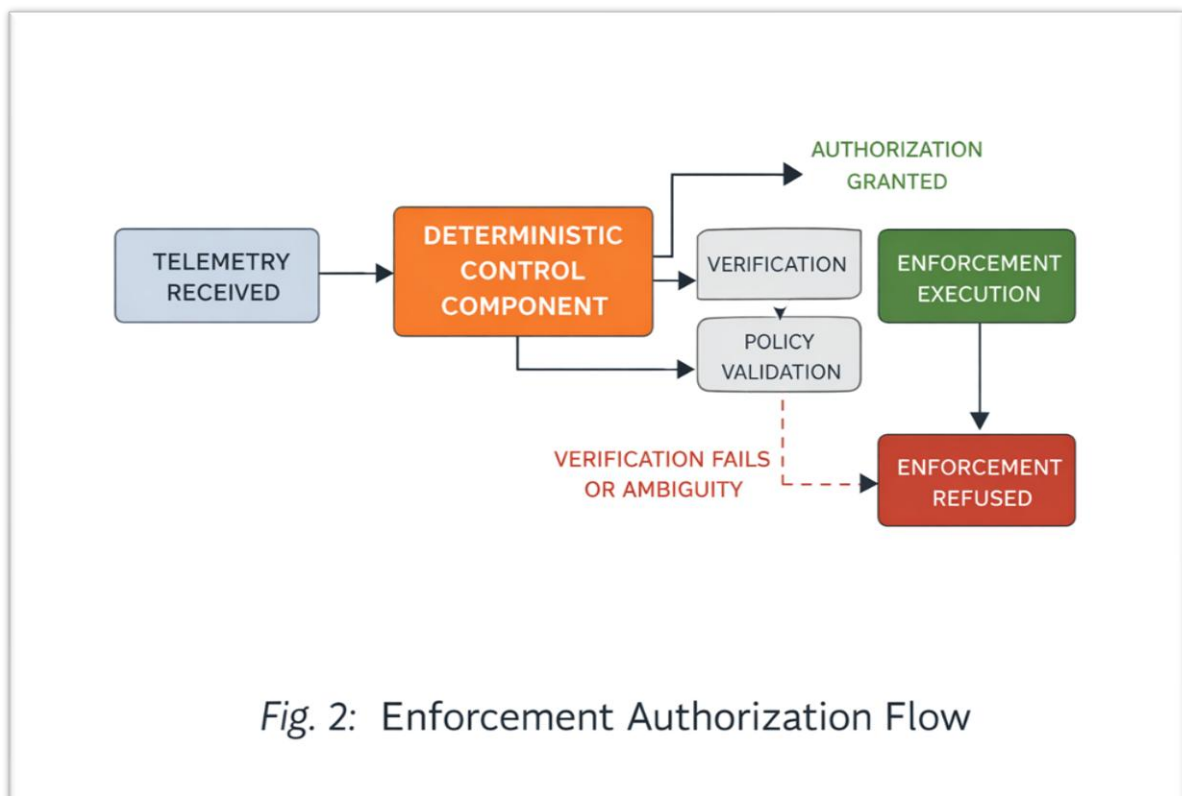 AUTHORIZATION
GRANTED
TELEMETRY
RECEIVED
DETERMINISTIC
CONTROL
COMPONENT
VERIFICATION
ENFORCEMENT
EXECUTION
POLICY
VALIDATION
VERIFICATION FAILS
OR AMBIGUITY
ENFORCEMENT
REFUSED
Fig. 2: Enforcement Authorization Flow